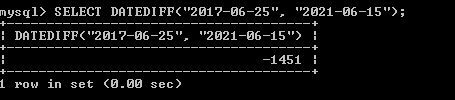 mysql> SELECT DATEDIFF("2017-06-25", "2021-06-15");
+--------------------------------------+
| DATEDIFF("2017-06-25", "2021-06-15") |
+--------------------------------------+
|                                -1451 |
+--------------------------------------+
1 row in set (0.00 sec)